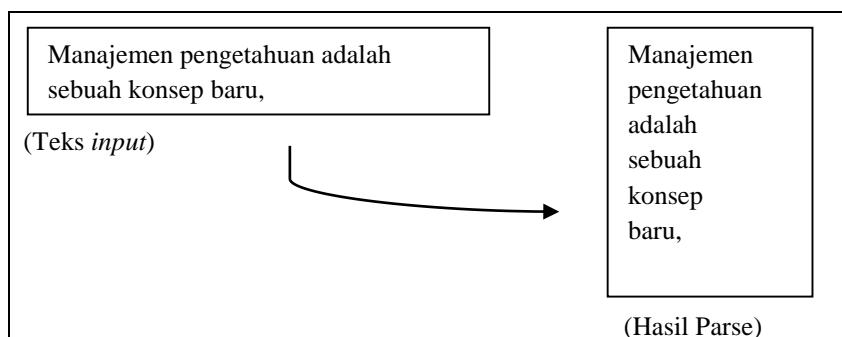 Manajemen pengetahuan adalah
sebuah konsep baru,
(Teks input)
Manajemen
pengetahuan
adalah
sebuah
konsep
baru,
(Hasil Parse)